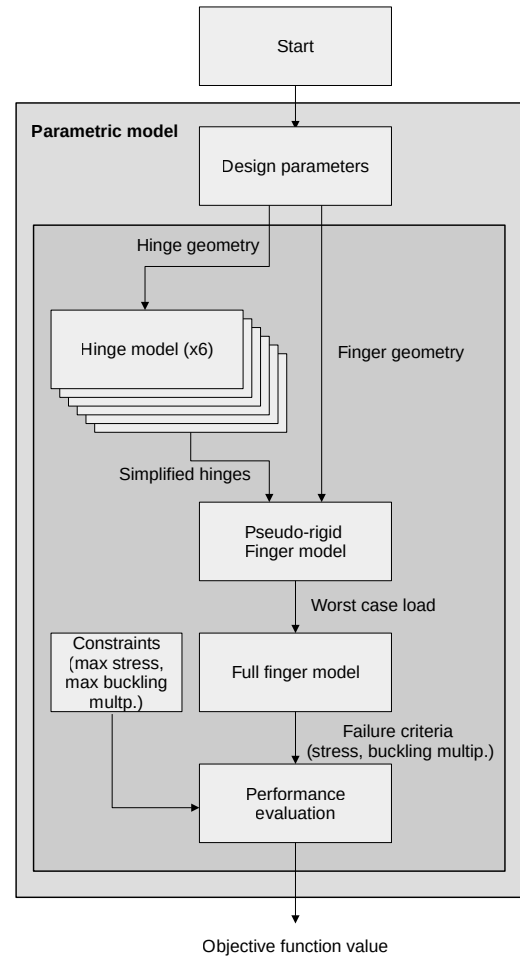 Start
Parametric model
Design parameters
Hinge geometry
Hinge model (x6)
Finger geometry
Simplified hinges
Pseudo-rigid
Finger model
Worst case load
Constraints
(max stress,
max buckling
multp.)
Full finger model
Failure criteria
(stress, buckling multip.)
Performance
evaluation
Objective function value